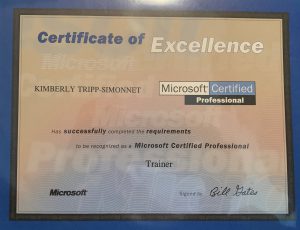 Certificate of Excellence
Microsoft
KIMBERLY TRIPP-SIMONNET
Microsoft Certified
Professional
Has successfully completed the requirements
to be recognized as a Microsoft Certified Professional
Trainer
Microsoft
Signed by Bill Gates